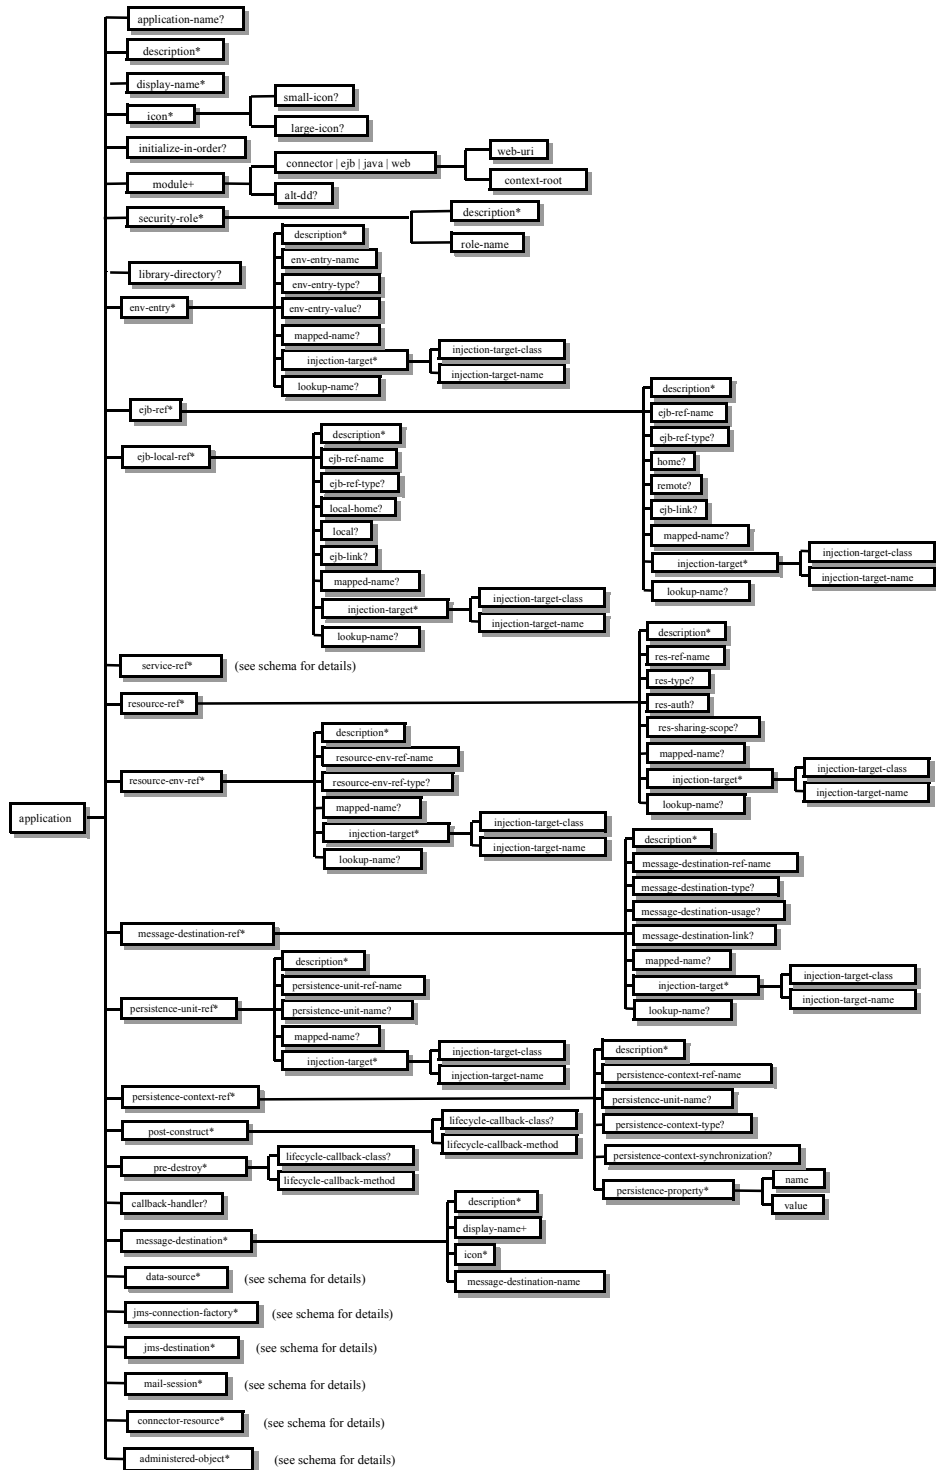 application
application-name?
description*
display-name*
icon*
small-icon?
large-icon?
initialize-in-order?
module+
connector | ejb | java | web
web-uri
context-root
alt-dd?
security-role*
description*
role-name
library-directory?
env-entry*
description*
env-entry-name
env-entry-type?
env-entry-value?
mapped-name?
injection-target*
injection-target-class
injection-target-name
lookup-name?
ejb-ref*
description*
ejb-ref-name
ejb-ref-type?
home?
remote?
ejb-link?
mapped-name?
injection-target*
injection-target-class
injection-target-name
lookup-name?
ejb-local-ref*
description*
ejb-ref-name
ejb-ref-type?
local-home?
local?
ejb-link?
mapped-name?
injection-target*
injection-target-class
injection-target-name
lookup-name?
service-ref* (see schema for details)
resource-ref*
description*
res-ref-name
res-type?
res-auth?
res-sharing-scope?
mapped-name?
injection-target*
injection-target-class
injection-target-name
lookup-name?
resource-env-ref*
description*
resource-env-ref-name
resource-env-ref-type?
mapped-name?
injection-target*
injection-target-class
injection-target-name
lookup-name?
message-destination-ref*
description*
message-destination-ref-name
message-destination-type?
message-destination-usage?
message-destination-link?
mapped-name?
injection-target*
injection-target-class
injection-target-name
lookup-name?
persistence-unit-ref*
description*
persistence-unit-ref-name
persistence-unit-name?
mapped-name?
injection-target*
injection-target-class
injection-target-name
persistence-context-ref*
description*
persistence-context-ref-name
persistence-unit-name?
persistence-context-type?
persistence-context-synchronization?
persistence-property*
name
value
post-construct*
lifecycle-callback-class?
lifecycle-callback-method
pre-destroy*
lifecycle-callback-class?
lifecycle-callback-method
callback-handler?
message-destination*
description*
display-name+
icon*
message-destination-name
data-source* (see schema for details)
jms-connection-factory* (see schema for details)
jms-destination* (see schema for details)
mail-session* (see schema for details)
connector-resource* (see schema for details)
administered-object* (see schema for details)